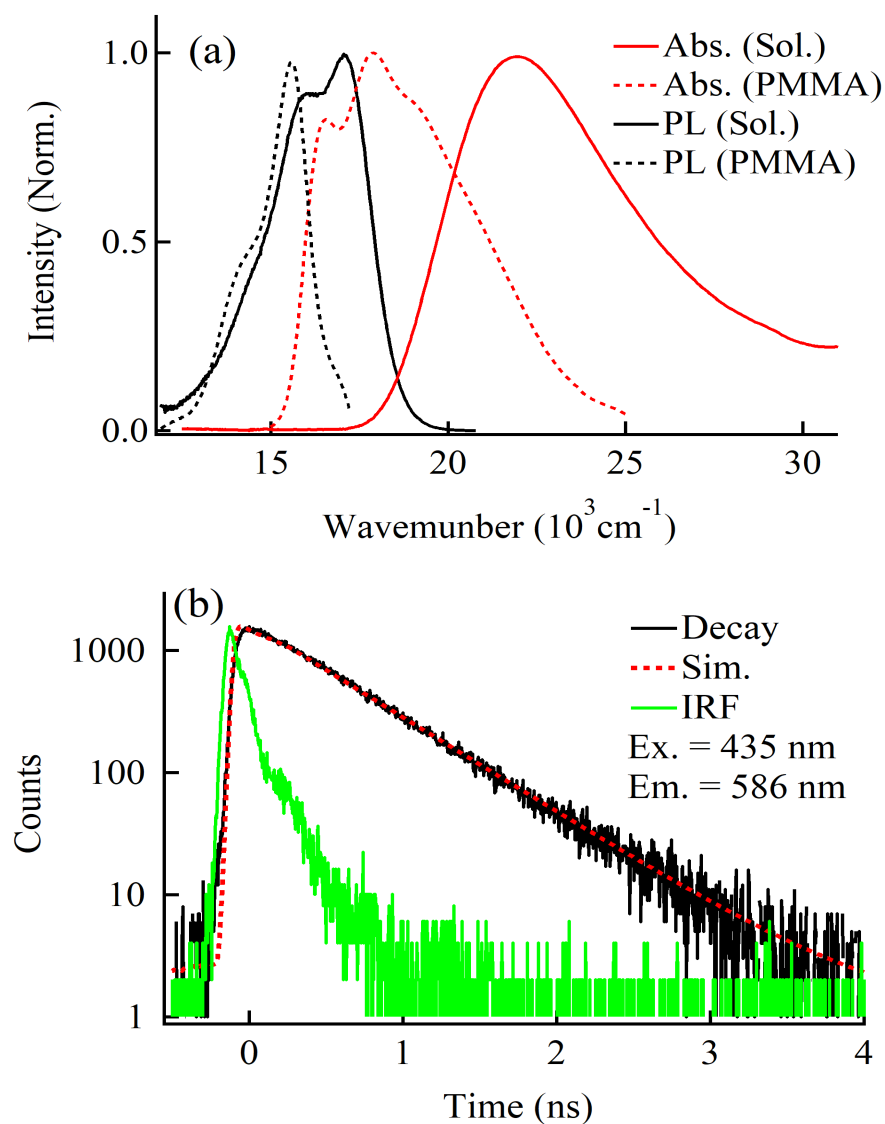 (a)
Abs. (Sol.)
Abs. (PMMA)
PL (Sol.)
PL (PMMA)
1.0
0.5
0.0
Intensity (Norm.)
15 20 25 30
Wavemunber (10³cm⁻¹)
(b)
Decay
Sim.
IRF
Ex. = 435 nm
Em. = 586 nm
1000
100
10
1
Counts
0 1 2 3 4
Time (ns)